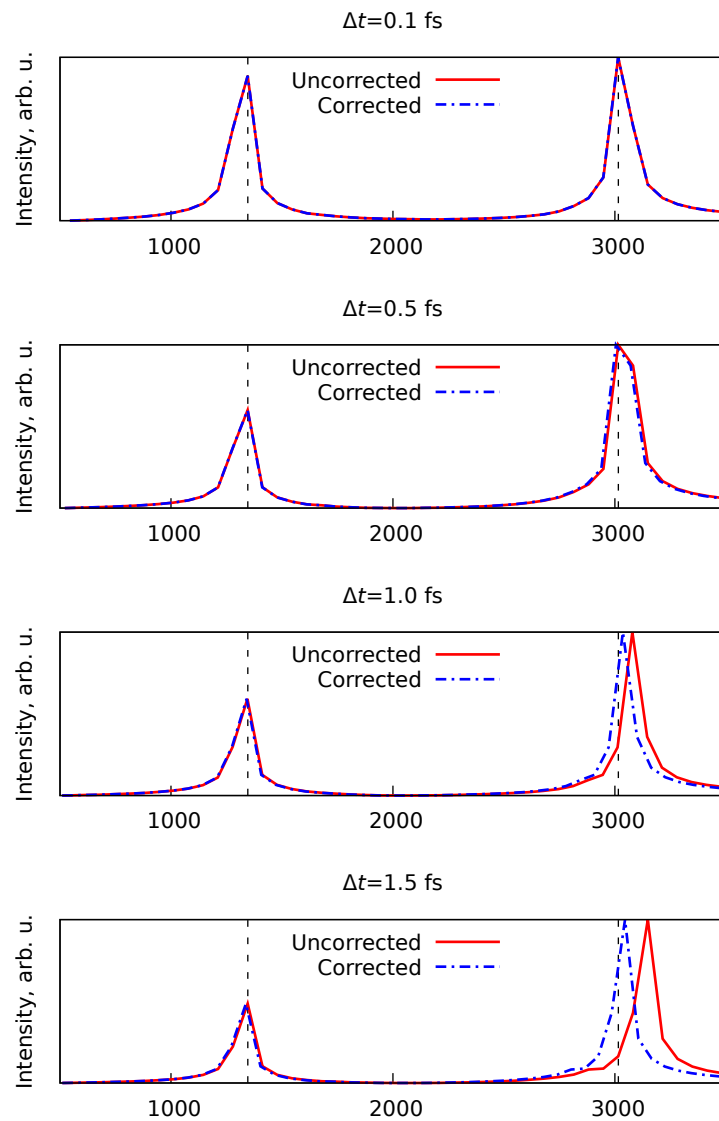 Δt=0.1 fs
Intensity, arb. u.
Uncorrected
Corrected
1000 2000 3000
Δt=0.5 fs
Intensity, arb. u.
Uncorrected
Corrected
1000 2000 3000
Δt=1.0 fs
Intensity, arb. u.
Uncorrected
Corrected
1000 2000 3000
Δt=1.5 fs
Intensity, arb. u.
Uncorrected
Corrected
1000 2000 3000